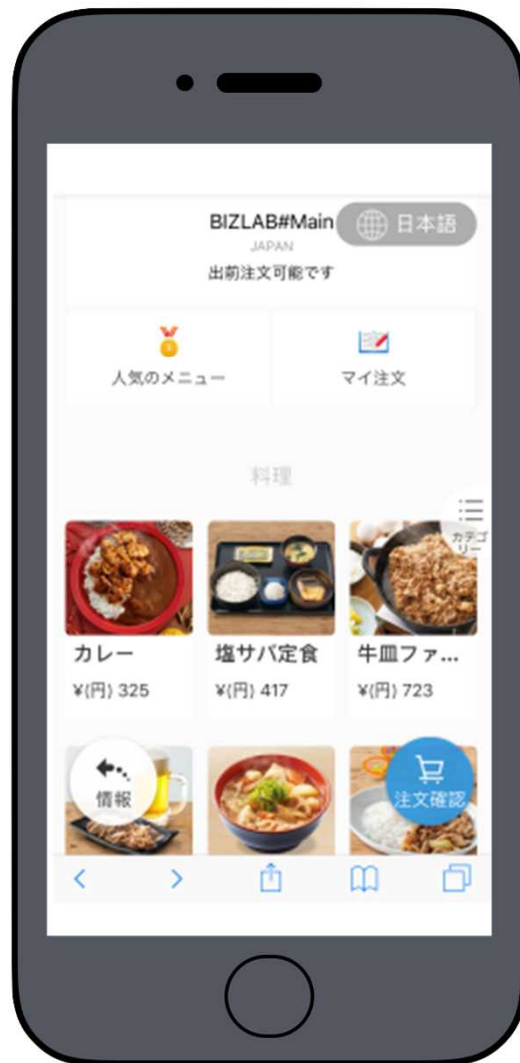 BIZLAB#Main
日本語
JAPAN
出前注文可能です
人気のメニュー
マイ注文
料理
カテゴ
リー
カレー
塩サバ定食
牛皿ファ...
¥(円) 325
¥(円) 417
¥(円) 723
情報
注文確認